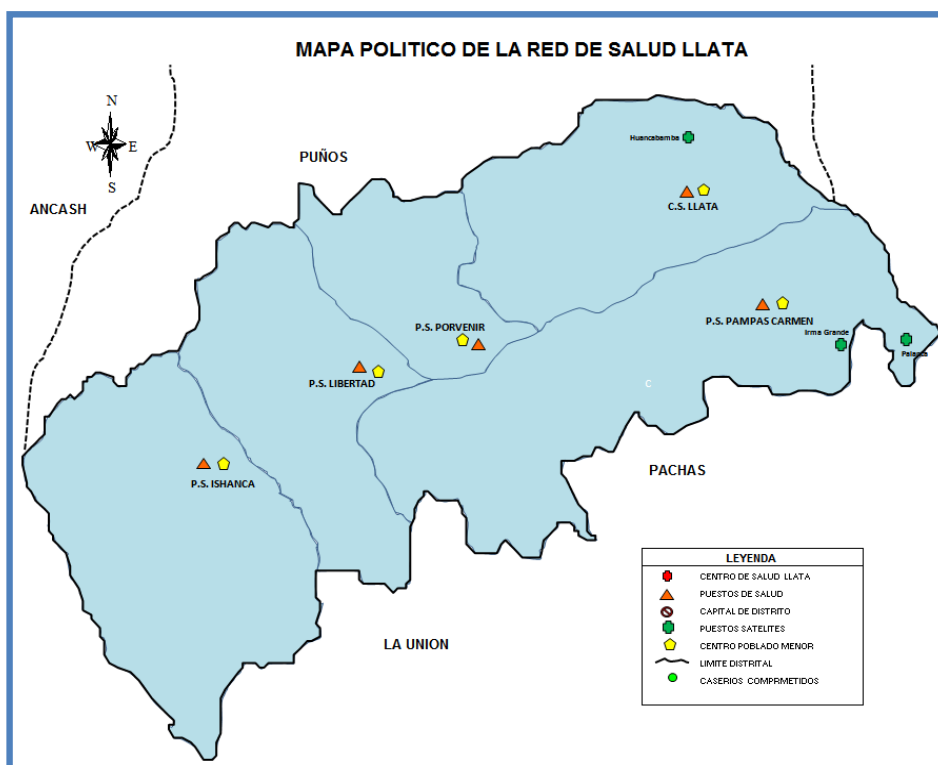 MAPA POLITICO DE LA RED DE SALUD LLATA
N
W E
S
ANCASH
PUÑOS
Huancabamba
C.S. LLATA
P.S. PORVENIR
P.S. PAMPAS CARMEN
Irma Grande
P.S. LIBERTAD
C
P.S. ISHANCA
PACHAS
LA UNION
LEYENDA
CENTRO DE SALUD LLATA
PUESTOS DE SALUD
CAPITAL DE DISTRITO
PUESTOS SATELITES
CENTRO POBLADO MENOR
LIMITE DISTRITAL
CASERIOS COMPRMETIDOS